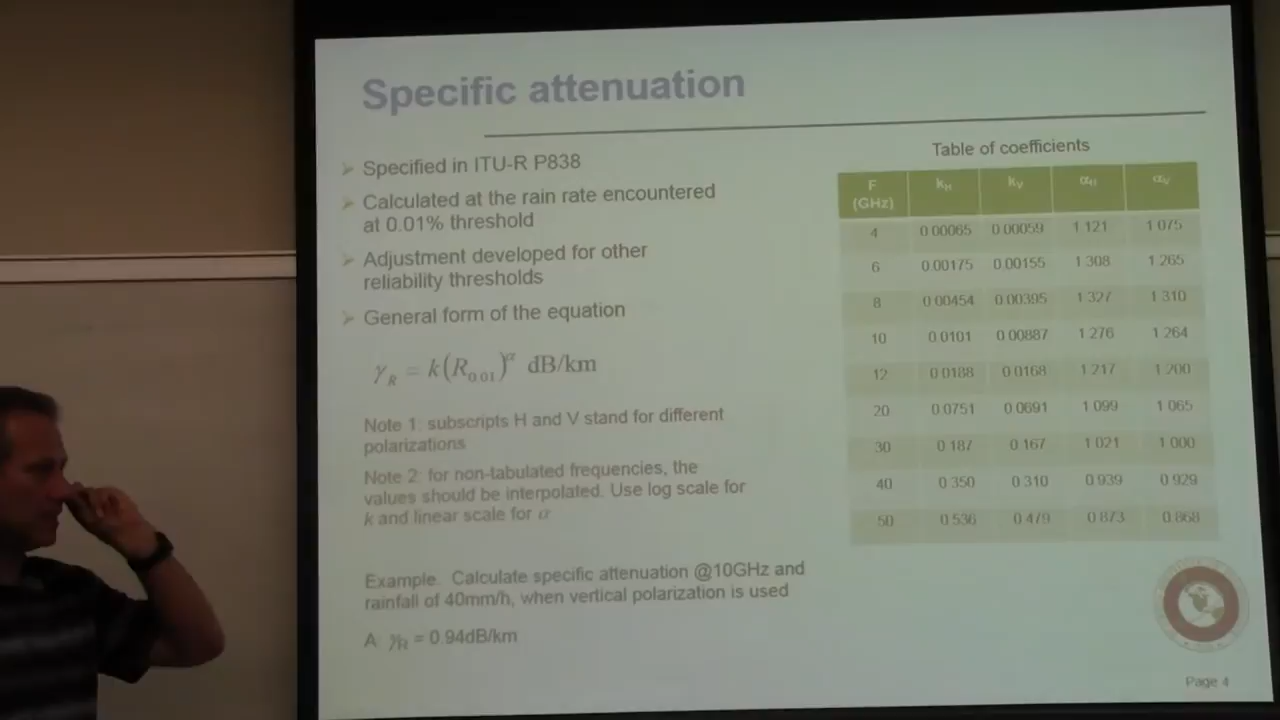 Specific attenuation
Specified in ITU-R P838
Calculated at the rain rate encountered
at 0.01% threshold
Adjustment developed for other
reliability thresholds
General form of the equation
γR = k(R0 01)^α dB/km
Note 1: subscripts H and V stand for different
polarizations
Note 2: for non-tabulated frequencies, the
values should be interpolated. Use log scale for
k and linear scale for α
Example. Calculate specific attenuation @10GHz and
rainfall of 40mm/h, when vertical polarization is used
A: γR = 0.94dB/km
Table of coefficients
F (GHz) kH kV αH αV
4 0.00065 0.00059 1.121 1.075
6 0.00175 0.00155 1.308 1.265
8 0.00454 0.00395 1.327 1.310
10 0.0101 0.00887 1.276 1.264
12 0.0188 0.0168 1.217 1.200
20 0.0751 0.0691 1.099 1.065
30 0.187 0.167 1.021 1.000
40 0.350 0.310 0.939 0.929
50 0.536 0.479 0.873 0.868
Page 4